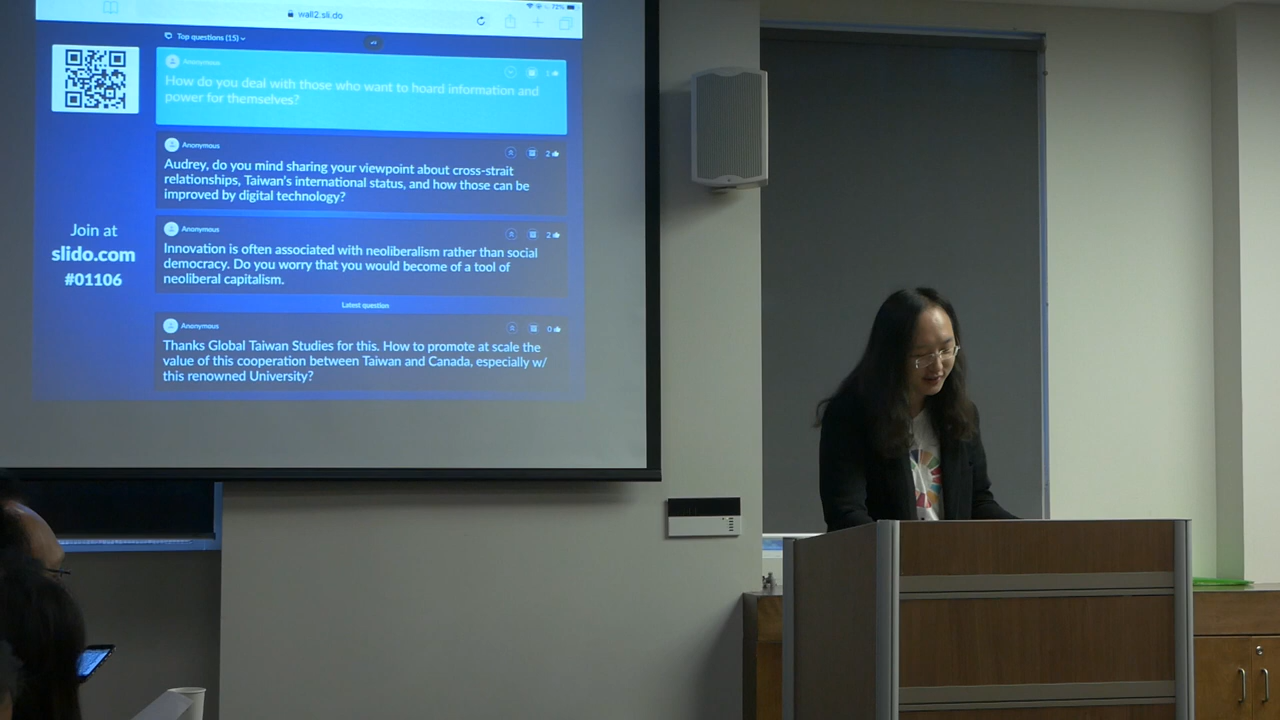 72%
wall2.sli.do
Top questions (15)
Anonymous
1
How do you deal with those who want to hoard information and
power for themselves?
Anonymous
2
Audrey, do you mind sharing your viewpoint about cross-strait
relationships, Taiwan's international status, and how those can be
improved by digital technology?
Anonymous
2
Innovation is often associated with neoliberalism rather than social
democracy. Do you worry that you would become of a tool of
neoliberal capitalism.
Latest question
Anonymous
0
Thanks Global Taiwan Studies for this. How to promote at scale the
value of this cooperation between Taiwan and Canada, especially w/
this renowned University?
Join at
slido.com
#01106